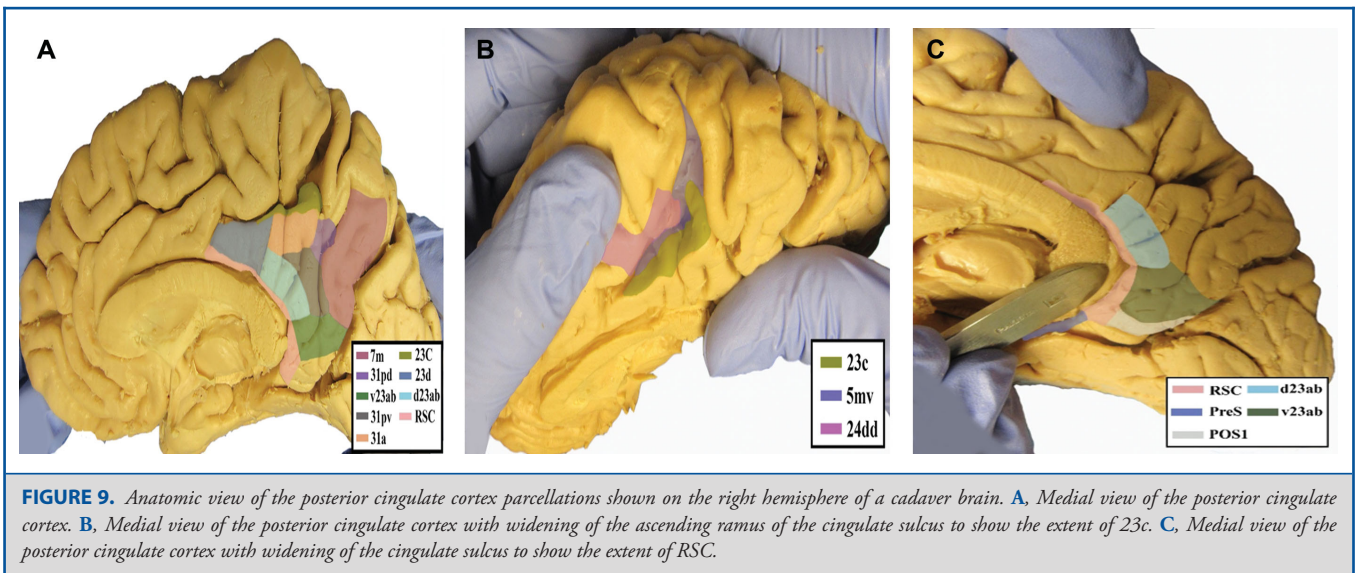 A
B
C
7m
23C
31pd
23d
v23ab
d23ab
31pv
RSC
31a
23c
5mv
24dd
RSC
d23ab
PreS
v23ab
POS1
FIGURE 9. Anatomic view of the posterior cingulate cortex parcellations shown on the right hemisphere of a cadaver brain. A, Medial view of the posterior cingulate
cortex. B, Medial view of the posterior cingulate cortex with widening of the ascending ramus of the cingulate sulcus to show the extent of 23c. C, Medial view of the
posterior cingulate cortex with widening of the cingulate sulcus to show the extent of RSC.